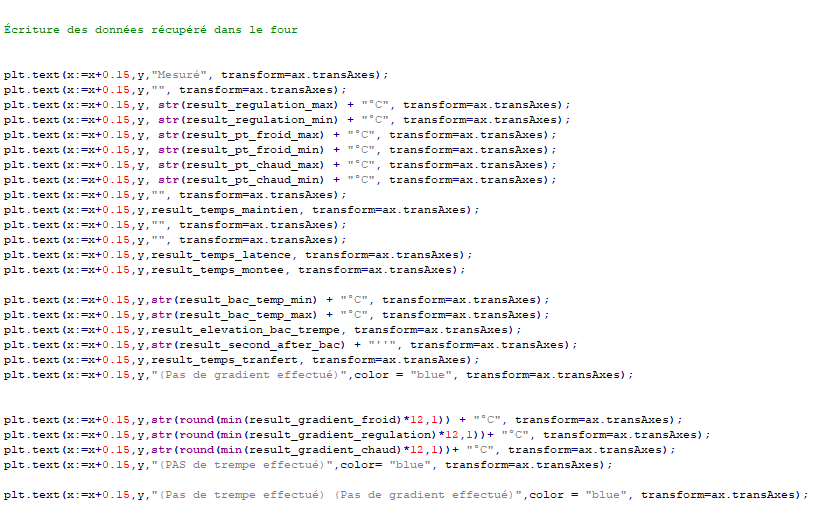 Écriture des données récupéré dans le four
plt.text(x:=x+0.15,y,"Mesuré", transform=ax.transAxes);
plt.text(x:=x+0.15,y,"", transform=ax.transAxes);
plt.text(x:=x+0.15,y, str(result_regulation_max) + "°C", transform=ax.transAxes);
plt.text(x:=x+0.15,y, str(result_regulation_min) + "°C", transform=ax.transAxes);
plt.text(x:=x+0.15,y, str(result_pt_froid_max) + "°C", transform=ax.transAxes);
plt.text(x:=x+0.15,y, str(result_pt_froid_min) + "°C", transform=ax.transAxes);
plt.text(x:=x+0.15,y, str(result_pt_chaud_max) + "°C", transform=ax.transAxes);
plt.text(x:=x+0.15,y, str(result_pt_chaud_min) + "°C", transform=ax.transAxes);
plt.text(x:=x+0.15,y,"", transform=ax.transAxes);
plt.text(x:=x+0.15,y,result_temps_maintien, transform=ax.transAxes);
plt.text(x:=x+0.15,y,"", transform=ax.transAxes);
plt.text(x:=x+0.15,y,"", transform=ax.transAxes);
plt.text(x:=x+0.15,y,result_temps_latence, transform=ax.transAxes);
plt.text(x:=x+0.15,y,result_temps_montee, transform=ax.transAxes);
plt.text(x:=x+0.15,y,str(result_bac_temp_min) + "°C", transform=ax.transAxes);
plt.text(x:=x+0.15,y,str(result_bac_temp_max) + "°C", transform=ax.transAxes);
plt.text(x:=x+0.15,y,result_elevation_bac_trempe, transform=ax.transAxes);
plt.text(x:=x+0.15,y,str(result_second_after_bac) + "''", transform=ax.transAxes);
plt.text(x:=x+0.15,y,result_temps_tranfert, transform=ax.transAxes);
plt.text(x:=x+0.15,y,"(Pas de gradient effectué)",color = "blue", transform=ax.transAxes);
plt.text(x:=x+0.15,y,str(round(min(result_gradient_froid)*12,1)) + "°C", transform=ax.transAxes);
plt.text(x:=x+0.15,y,str(round(min(result_gradient_regulation)*12,1))+ "°C", transform=ax.transAxes);
plt.text(x:=x+0.15,y,str(round(min(result_gradient_chaud)*12,1))+ "°C", transform=ax.transAxes);
plt.text(x:=x+0.15,y,"(PAS de trempe effectué)",color= "blue", transform=ax.transAxes);
plt.text(x:=x+0.15,y,"(Pas de trempe effectué) (Pas de gradient effectué)",color = "blue", transform=ax.transAxes);